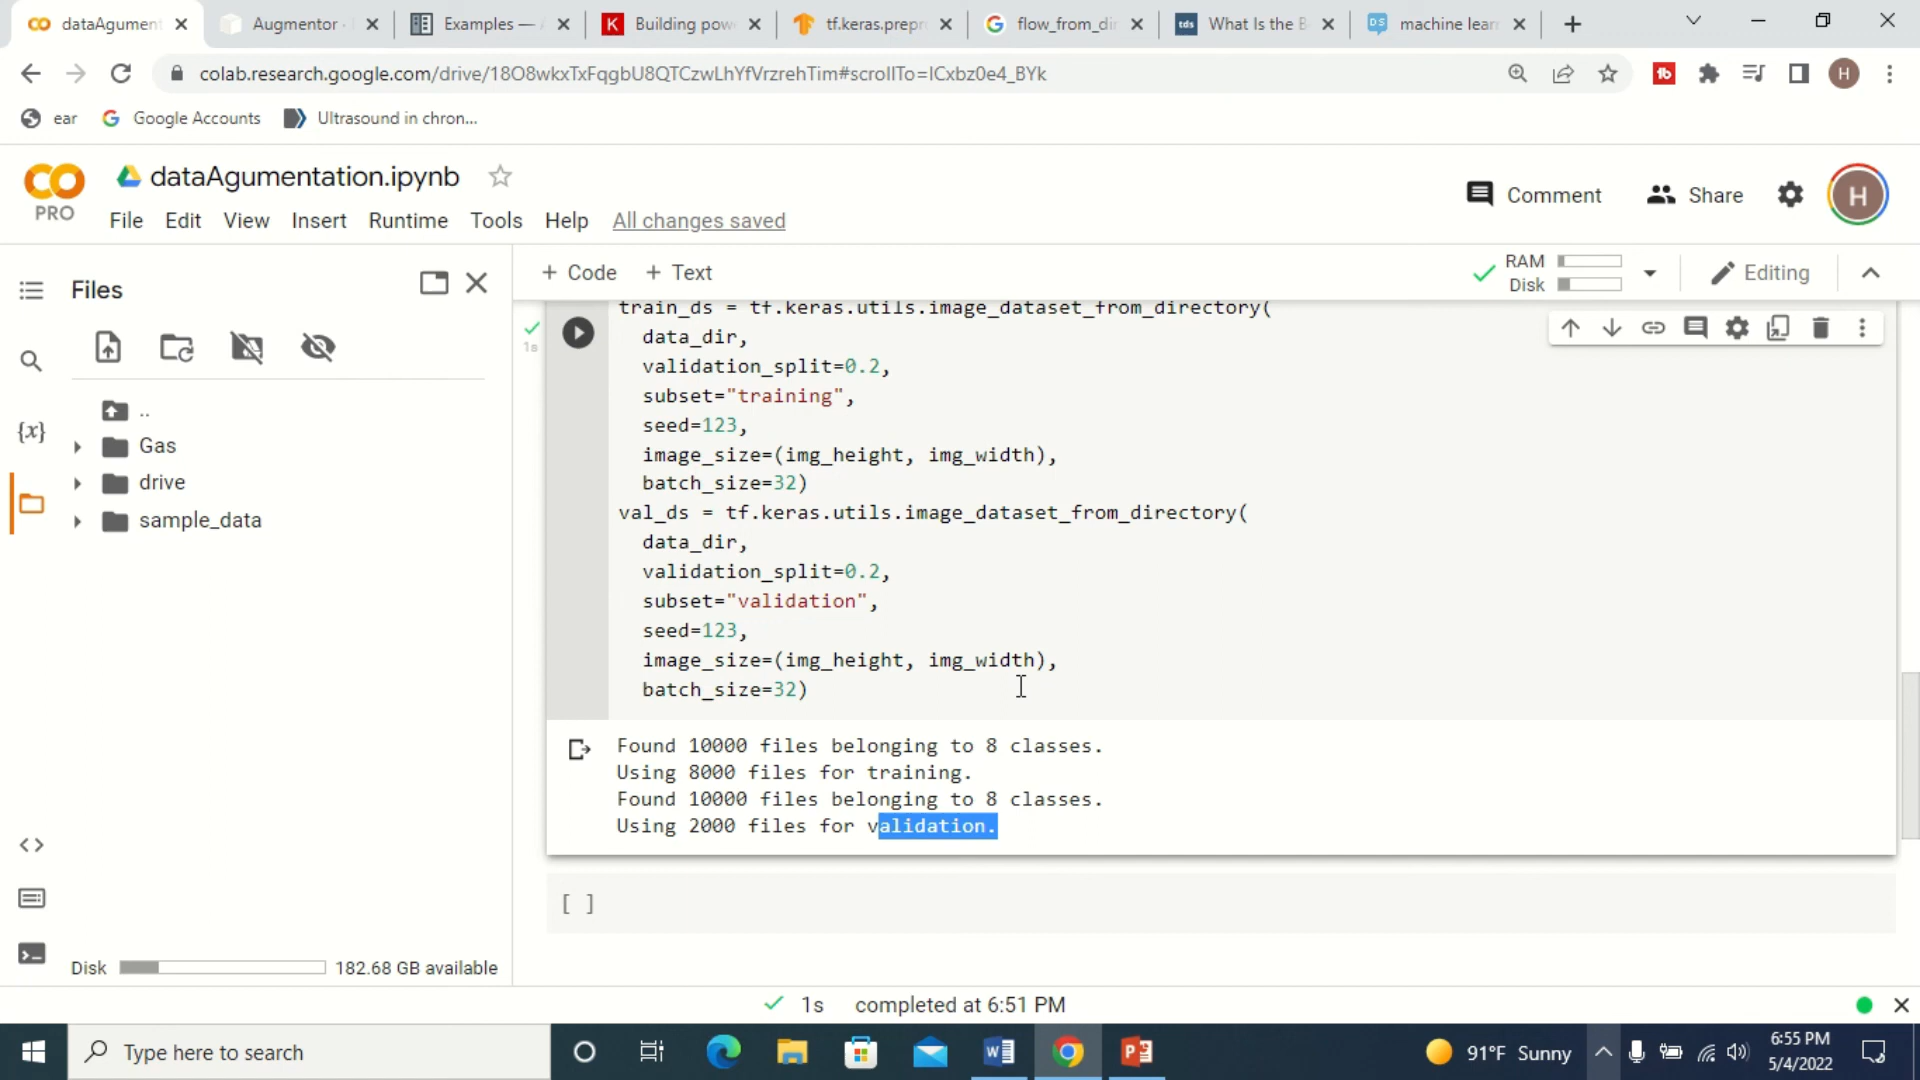 dataAgument
Augmentor -
Examples —
Building pow
tf.keras.prepr
flow_from_dir
What Is the B
machine lear
colab.research.google.com/drive/18O8wkxTxFqgbU8QTCzwLhYfVrzrehTim#scrollTo=ICxbz0e4_BYk
ear
Google Accounts
Ultrasound in chron...
PRO
dataAgumentation.ipynb
File
Edit
View
Insert
Runtime
Tools
Help
All changes saved
Comment
Share
H
Files
+ Code
+ Text
RAM
Disk
Editing
..
Gas
drive
sample_data
{x}
train_ds = tf.keras.utils.image_dataset_from_directory(
data_dir,
validation_split=0.2,
subset="training",
seed=123,
image_size=(img_height, img_width),
batch_size=32)
val_ds = tf.keras.utils.image_dataset_from_directory(
data_dir,
validation_split=0.2,
subset="validation",
seed=123,
image_size=(img_height, img_width),
batch_size=32)
1s
Found 10000 files belonging to 8 classes.
Using 8000 files for training.
Found 10000 files belonging to 8 classes.
Using 2000 files for validation.
[ ]
Disk
182.68 GB available
1s completed at 6:51 PM
Type here to search
91°F Sunny
6:55 PM
5/4/2022